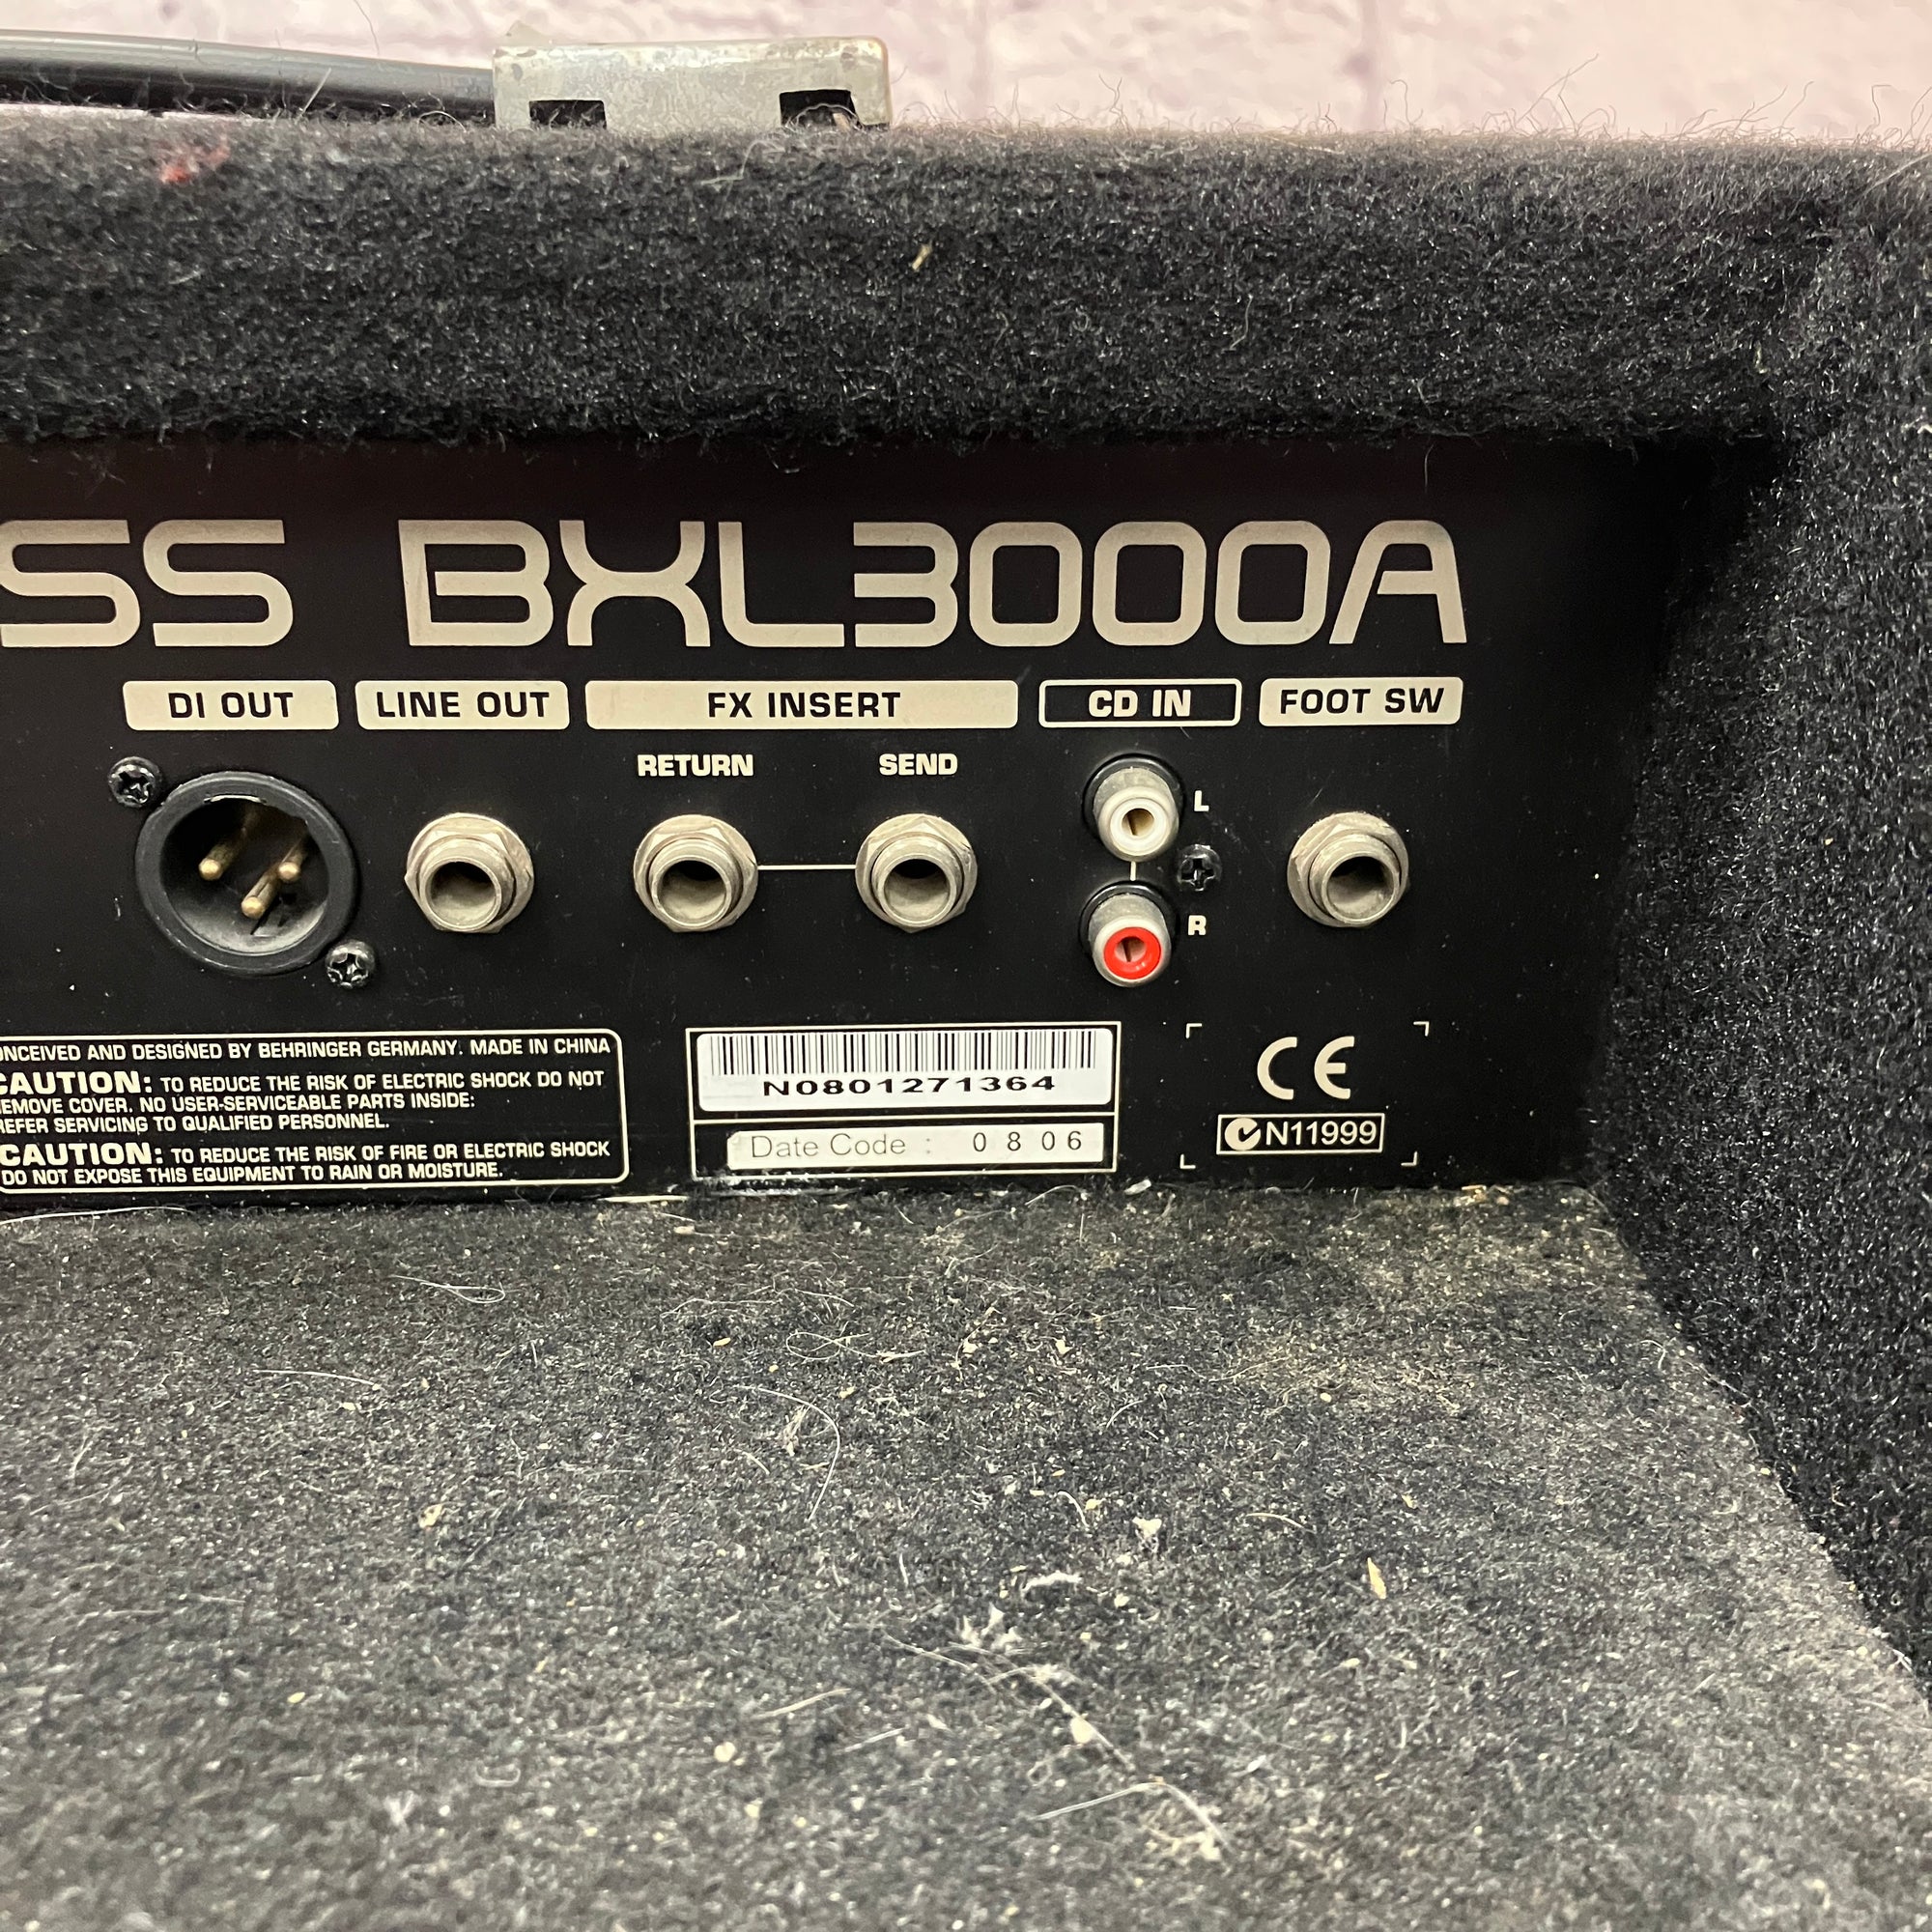 SS BXL3000A
DI OUT LINE OUT FX INSERT CD IN FOOT SW
RETURN SEND
L
R
ONCEIVED AND DESIGNED BY BEHRINGER GERMANY. MADE IN CHINA
CAUTION: TO REDUCE THE RISK OF ELECTRIC SHOCK DO NOT
EMOVE COVER. NO USER-SERVICEABLE PARTS INSIDE:
REFER SERVICING TO QUALIFIED PERSONNEL.
CAUTION: TO REDUCE THE RISK OF FIRE OR ELECTRIC SHOCK
DO NOT EXPOSE THIS EQUIPMENT TO RAIN OR MOISTURE.
N0801271364
Date Code : 0806
CE
N11999